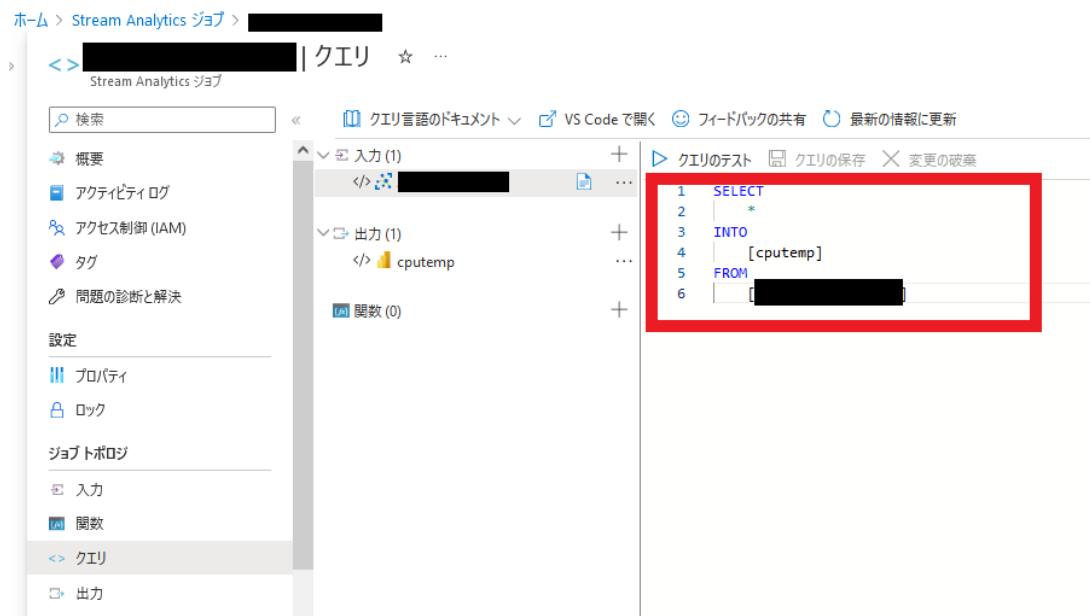 ホーム > Stream Analytics ジョブ >
| クエリ ☆ …
Stream Analytics ジョブ
検索
«
概要
アクティビティ ログ
アクセス制御 (IAM)
タグ
問題の診断と解決
設定
プロパティ
ロック
ジョブ トポロジ
入力
関数
クエリ
出力
クエリ言語のドキュメント
VS Code で開く
フィードバックの共有
最新の情報に更新
入力 (1)
出力 (1)
cputemp
関数 (0)
クエリのテスト
クエリの保存
変更の破棄
1 SELECT
2 *
3 INTO
4 [cputemp]
5 FROM
6 [ ]